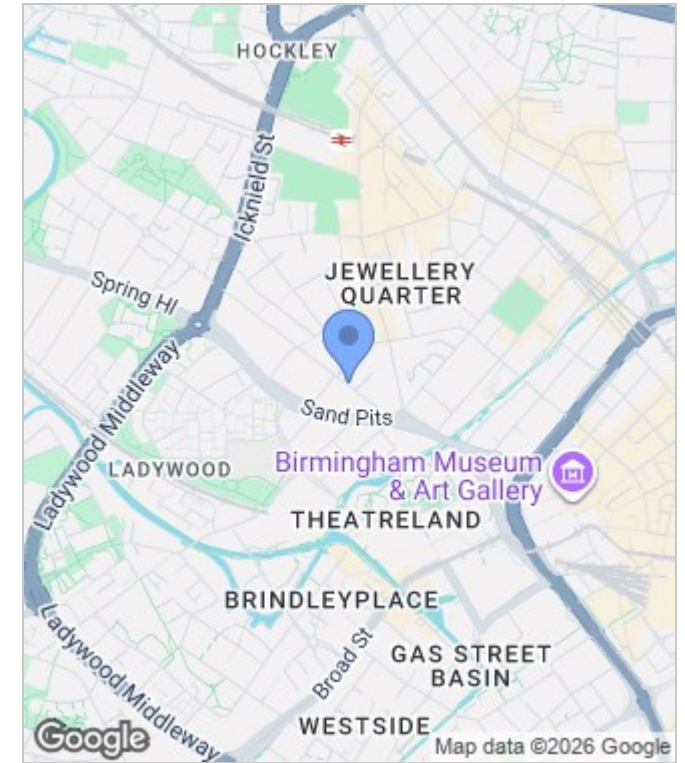 HOCKLEY
Icknield St
JEWELLERY
QUARTER
Spring Hl
Ladywood Middleway
Sand Pits
LADYWOOD
Birmingham Museum
& Art Gallery
THEATRELAND
BRINDLEYPLACE
Broad St
GAS STREET
BASIN
Ladywood Middleway
WESTSIDE
Google
Map data ©2026 Google